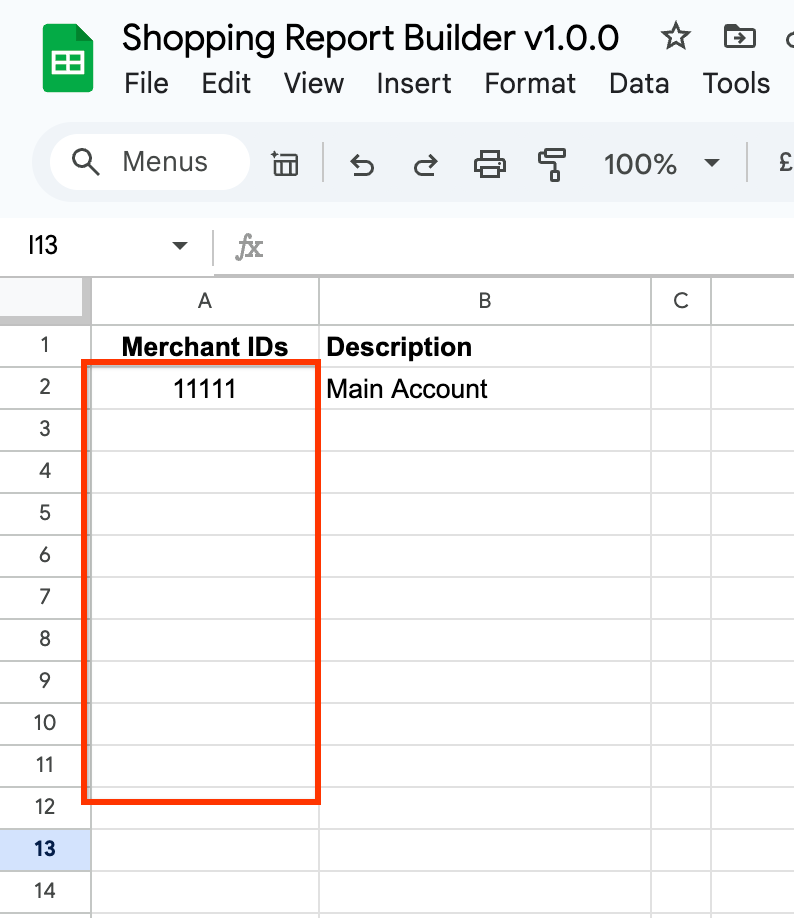 Shopping Report Builder v1.0.0
File Edit View Insert Format Data Tools
Menus 100% £
I13 fx
A B C
1 Merchant IDs Description
2 11111 Main Account
3
4
5
6
7
8
9
10
11
12
13
14